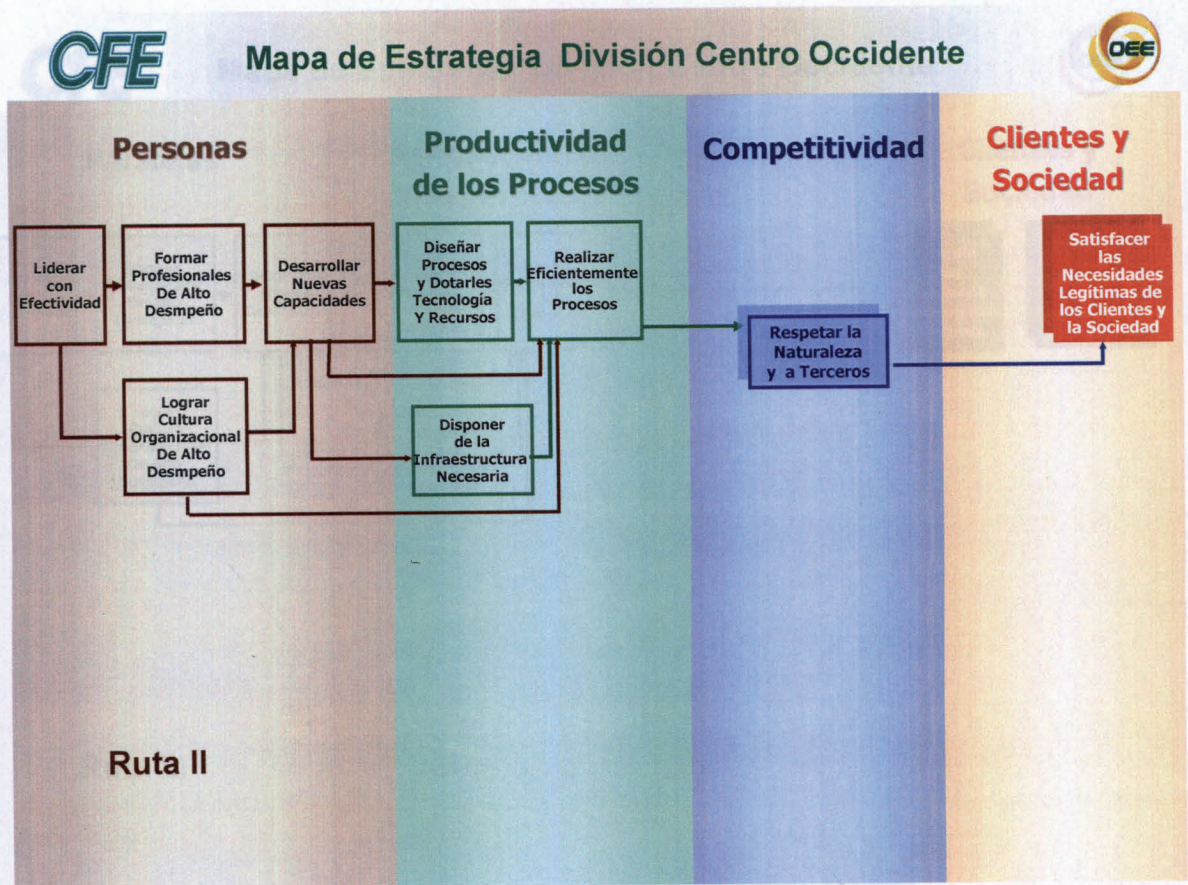 CFE
Mapa de Estrategia División Centro Occidente
OEE
Personas
Productividad
de los Procesos
Competitividad
Clientes y
Sociedad
Liderar
con
Efectividad
Formar
Profesionales
De Alto
Desmpeño
Desarrollar
Nuevas
Capacidades
Diseñar
Procesos
y Dotarles
Tecnología
Y Recursos
Realizar
Eficientemente
los
Procesos
Respetar la
Naturaleza
y a Terceros
Satisfacer
las
Necesidades
Legítimas de
los Clientes y
la Sociedad
Lograr
Cultura
Organizacional
De Alto
Desmpeño
Disponer
de la
Infraestructura
Necesaria
Ruta II